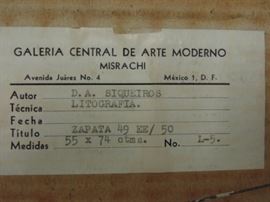 GALERIA CENTRAL DE ARTE MODERNO
MISRACHI
Avenida Juárez No. 4 México 1, D. F.
Autor D.A. SIQUEIROS
Técnica LITOGRAFIA.
Fecha
Título ZAPATA 49 EE/ 50
Medidas 55 x 74 ctms. No. L-5.